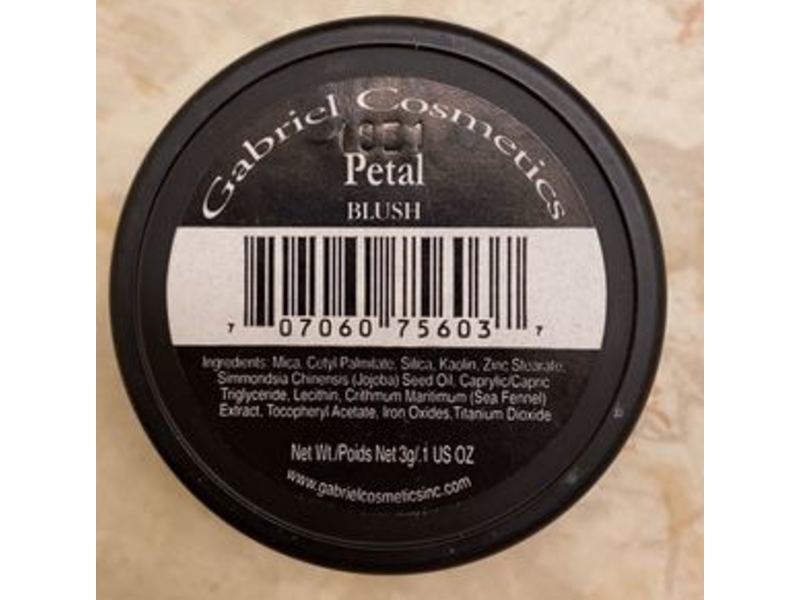 Gabriel Cosmetics
Petal
BLUSH
7 07060 75603 7
Ingredients: Mica, Cetyl Palmitate, Silica, Kaolin, Zinc Stearate,
Simmondsia Chinensis (Jojoba) Seed Oil, Caprylic/Capric
Triglyceride, Lecithin, Crithmum Maritimum (Sea Fennel)
Extract, Tocopheryl Acetate, Iron Oxides, Titanium Dioxide
Net Wt./Poids Net 3g/.1 US OZ
www.gabrielcosmeticsinc.com